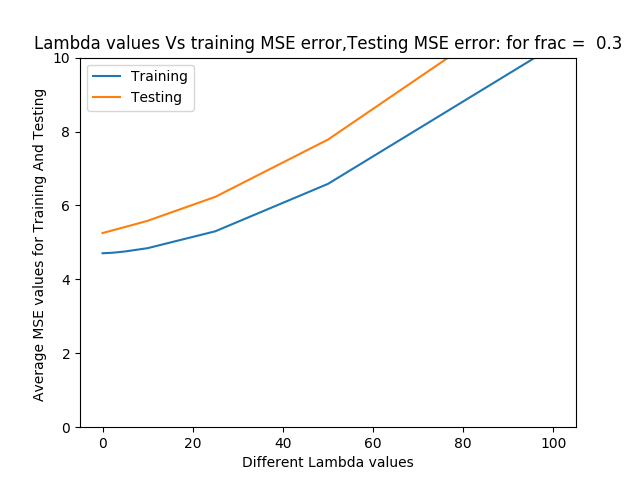 Lambda values Vs training MSE error,Testing MSE error: for frac =  0.3
Training
Testing
Average MSE values for Training And Testing
10
8
6
4
2
0
0
20
40
60
80
100
Different Lambda values